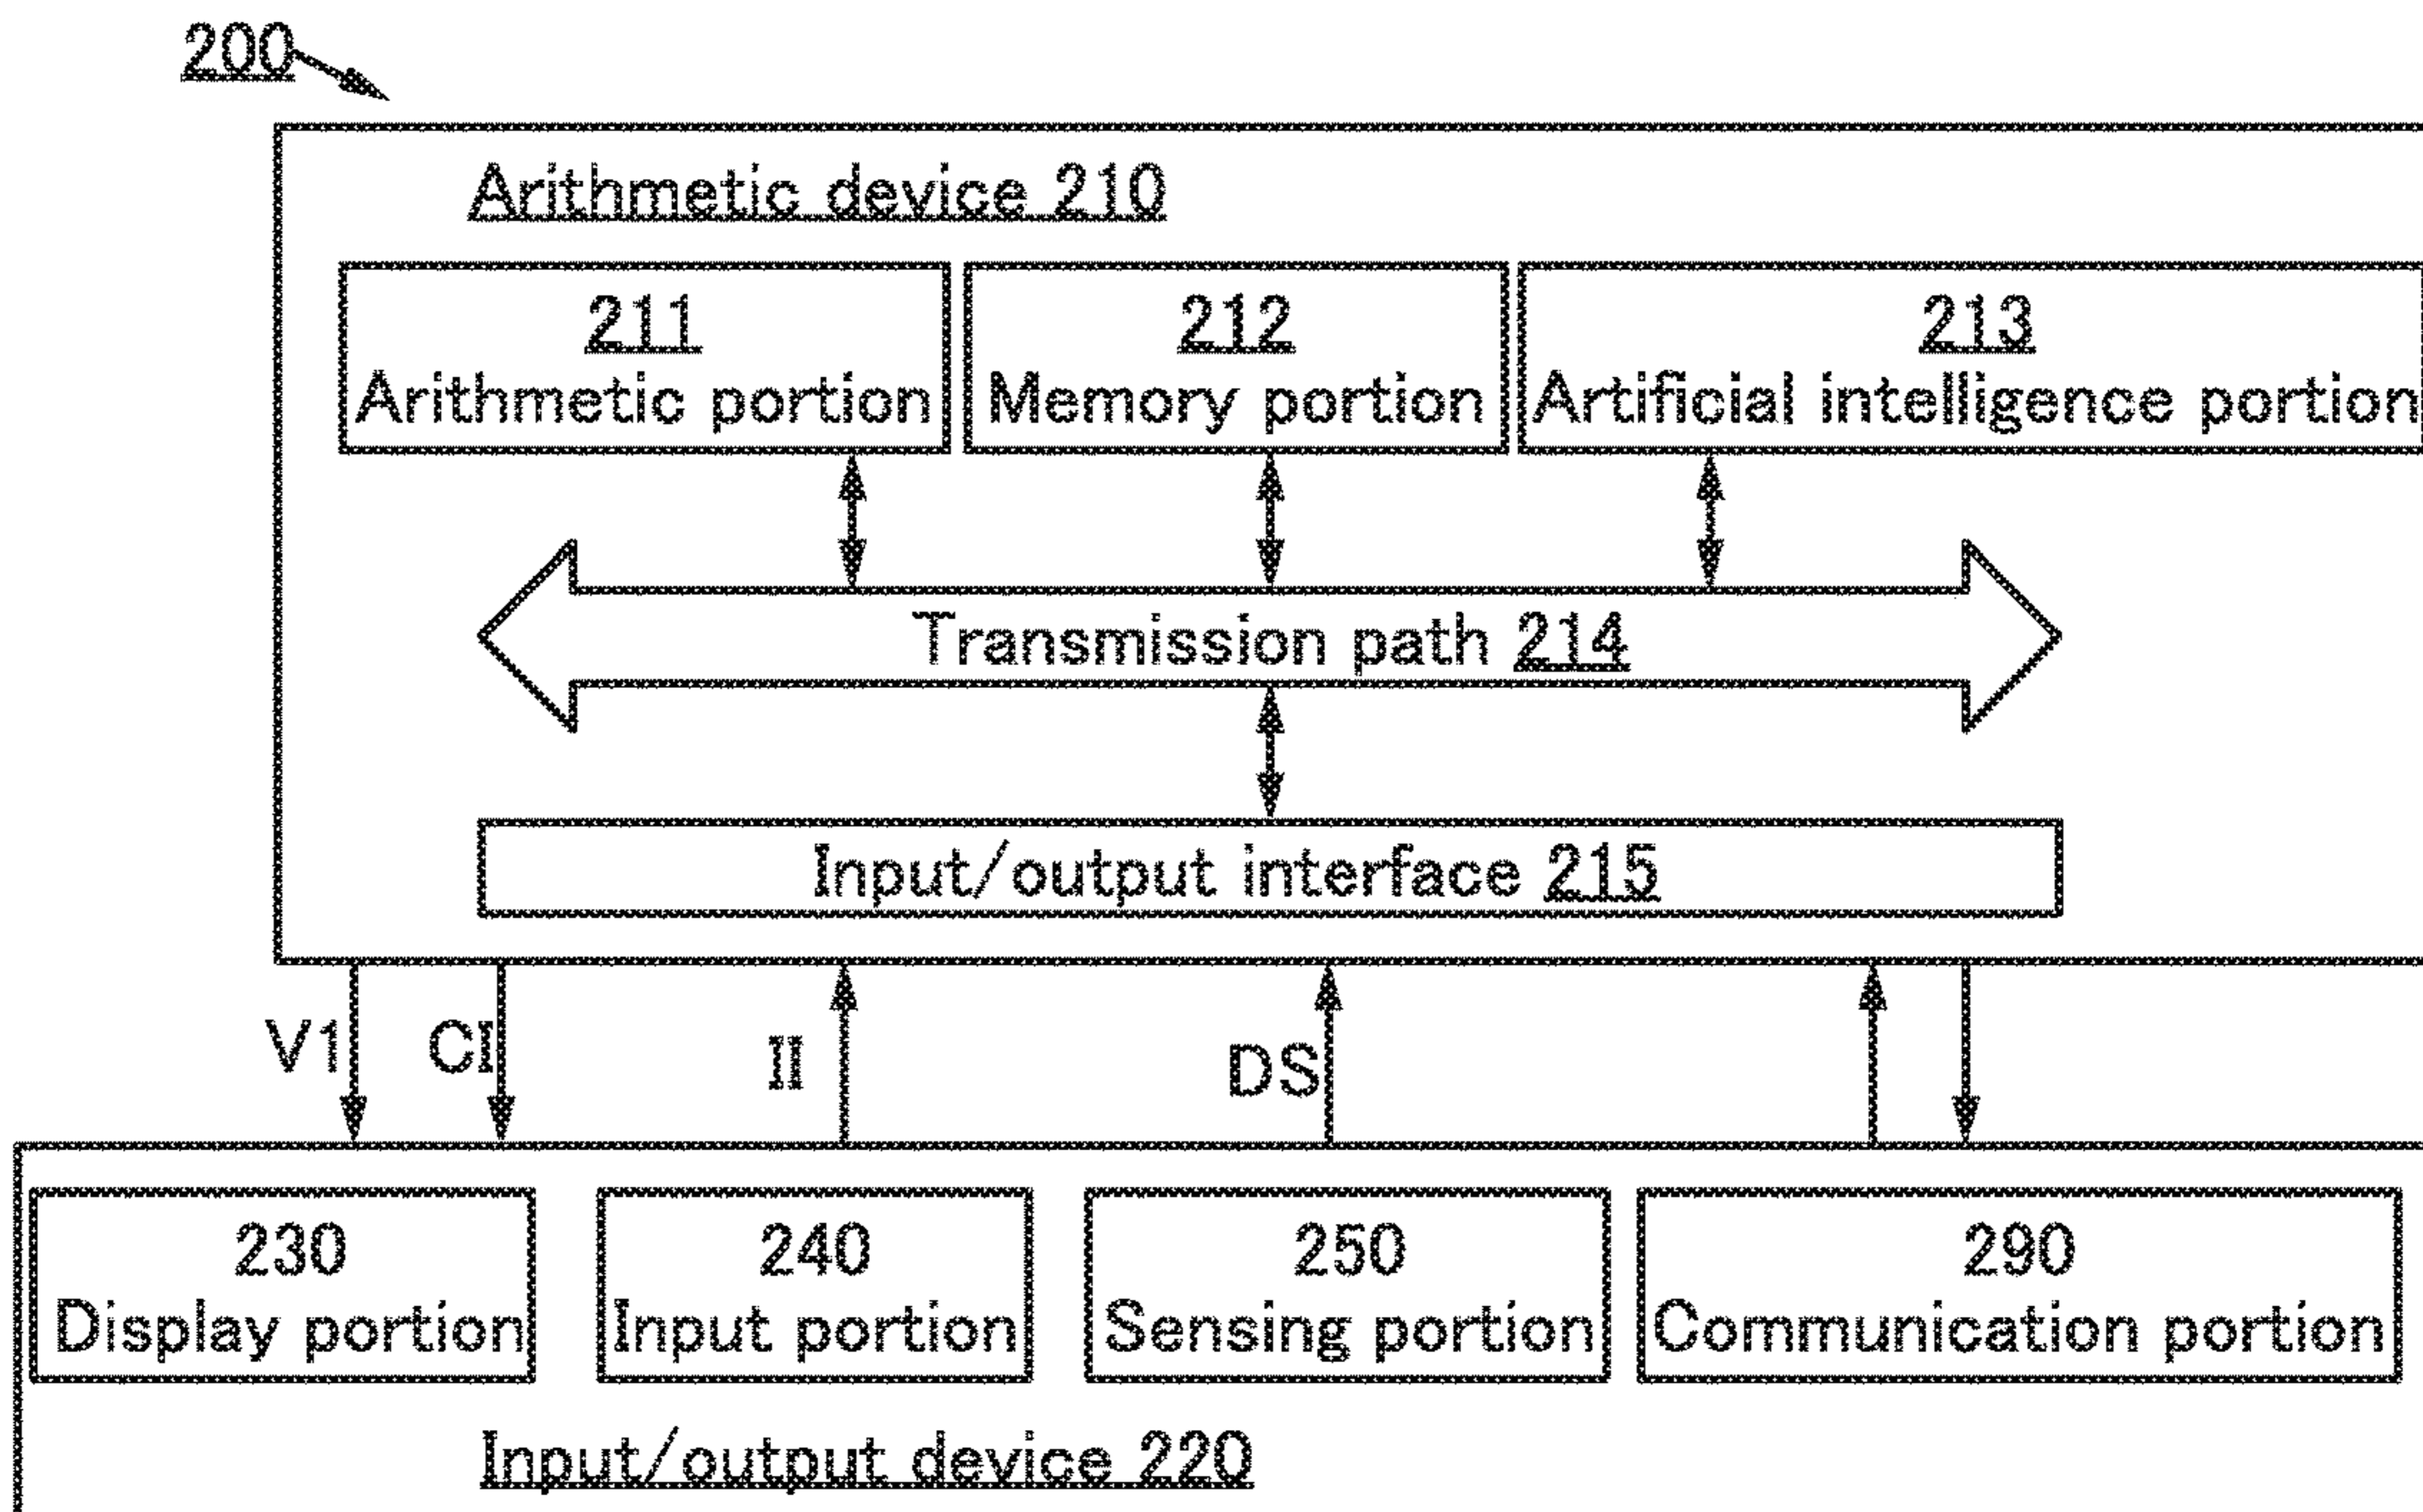 200
Arithmetic device 210
211
Arithmetic portion
212
Memory portion
213
Artificial intelligence portion
Transmission path 214
Input/output interface 215
V1
CI
II
DS
230
Display portion
240
Input portion
250
Sensing portion
290
Communication portion
Input/output device 220